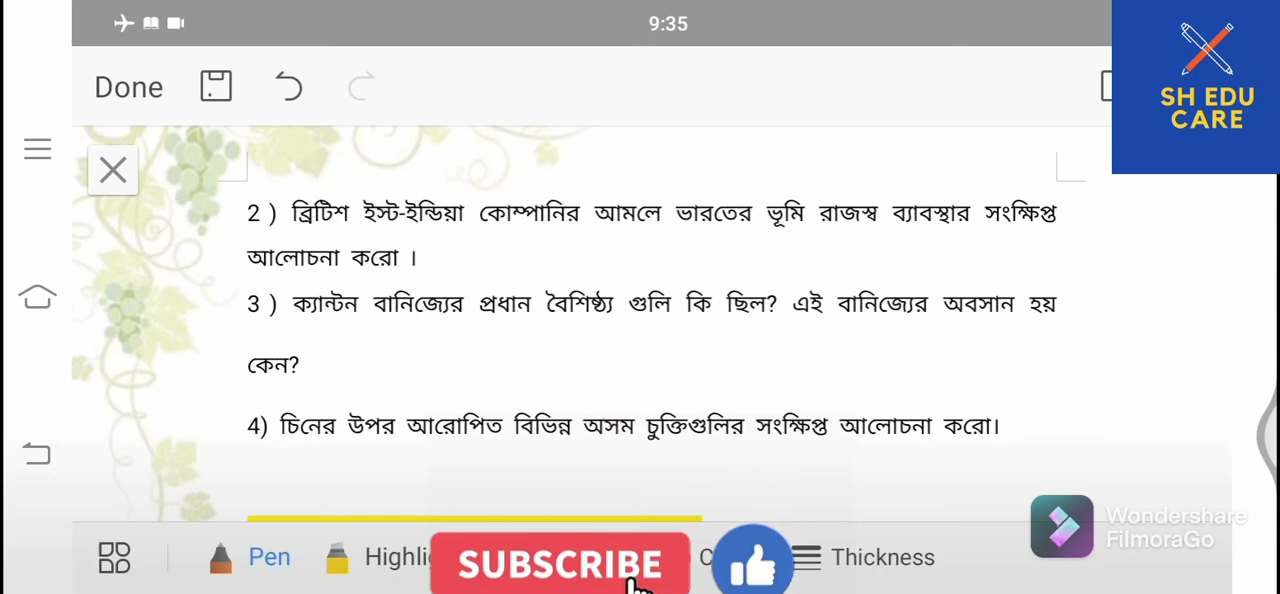 9:35
SH EDU
CARE
Done
2 ) ব্রিটিশ ইস্ট-ইন্ডিয়া কোম্পানির আমলে ভারতের ভূমি রাজস্ব ব্যাবস্থার সংক্ষিপ্ত
আলোচনা করো ।
3 ) ক্যান্টন বানিজ্যের প্রধান বৈশিষ্ঠ্য গুলি কি ছিল? এই বানিজ্যের অবসান হয়
কেন?
4) চিনের উপর আরোপিত বিভিন্ন অসম চুক্তিগুলির সংক্ষিপ্ত আলোচনা করো।
Wondershare
FilmoraGo
Pen Highli SUBSCRIBE C Thickness